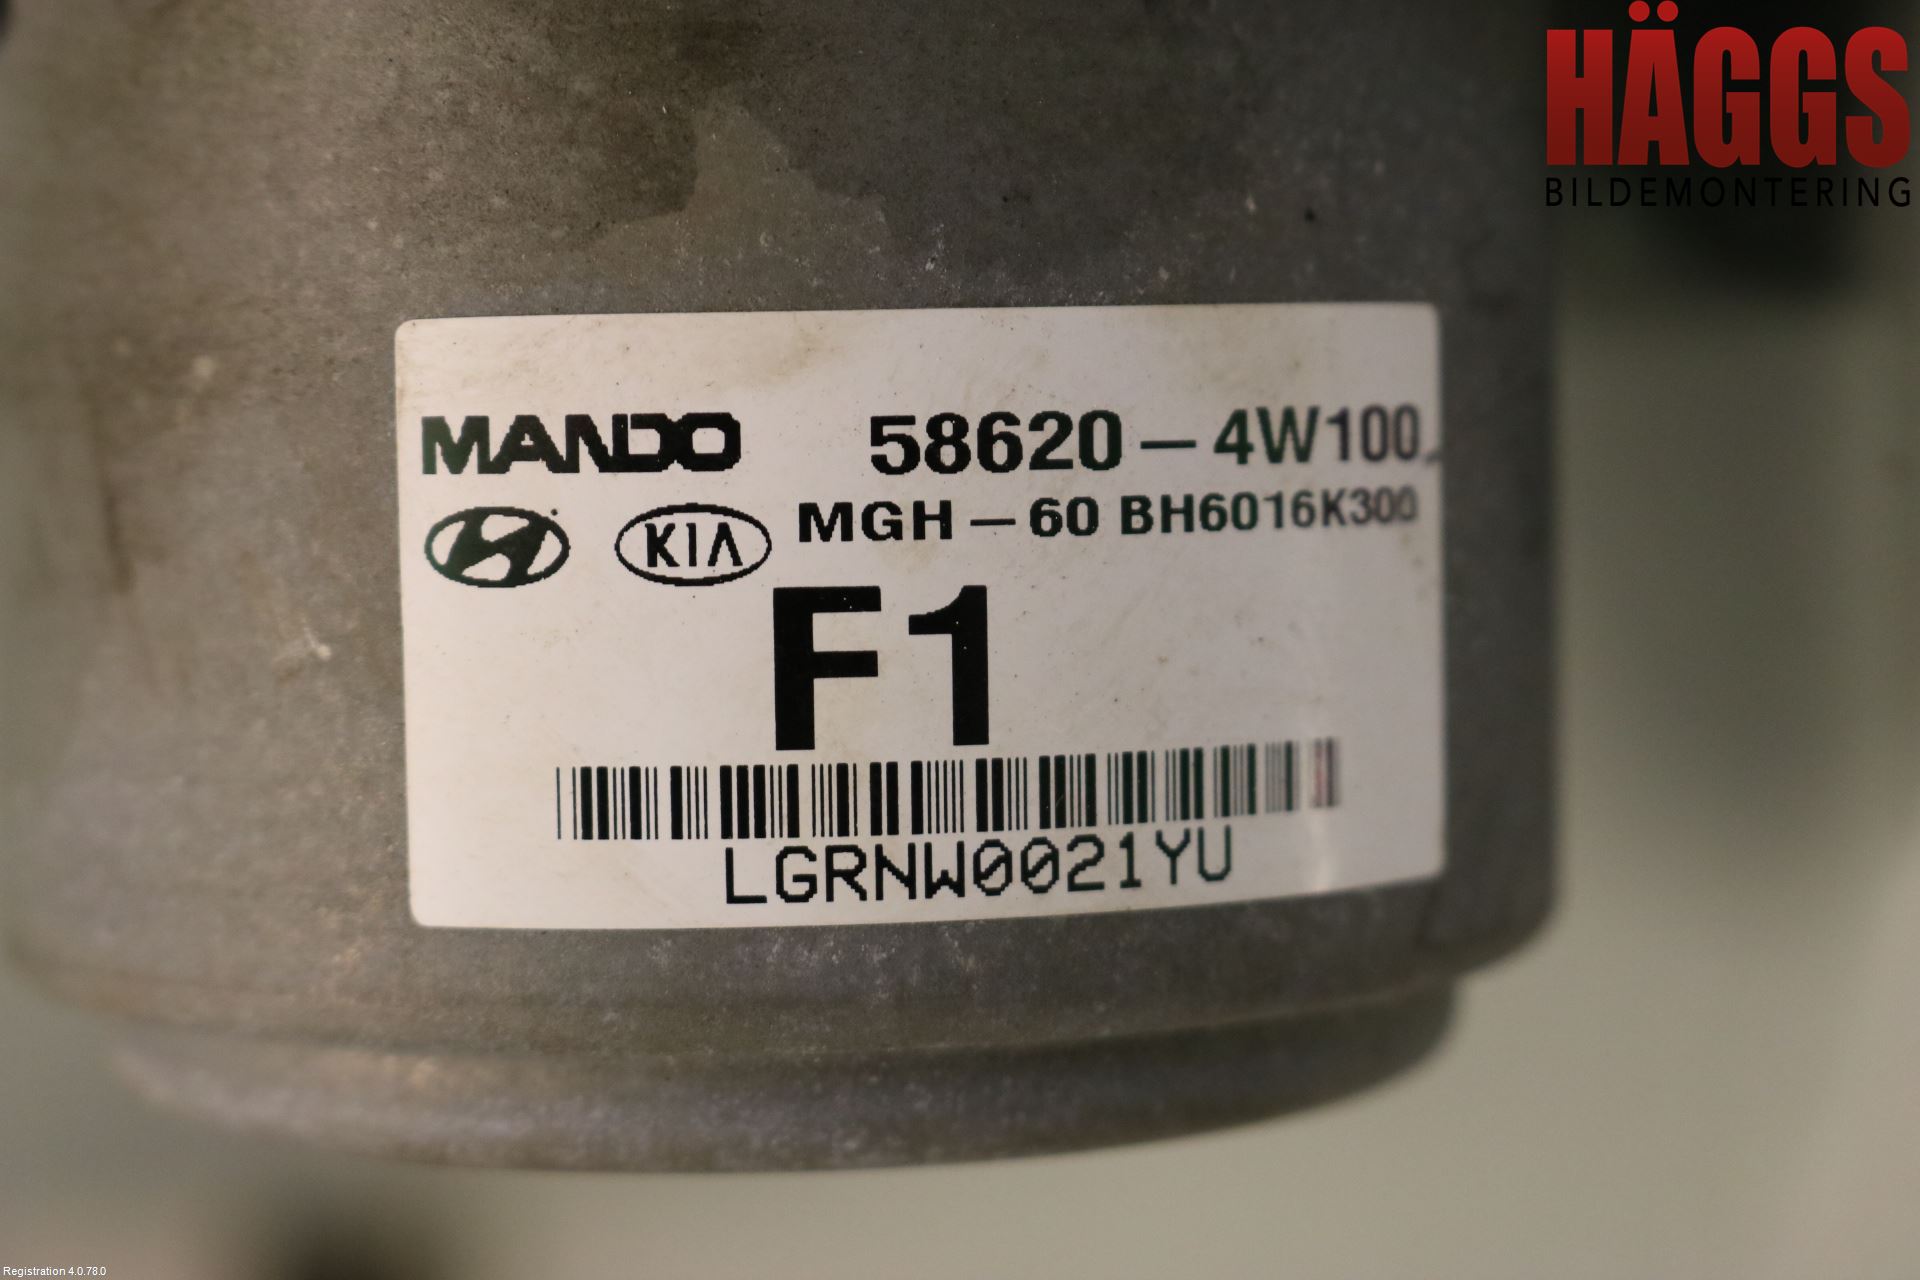 HÄGGS
BILDEMONTERING
MANDO 58620-4W100
KIA MGH-60 BH6016K300
F1
LGRNW0021YU
Registration 4.0.78.0